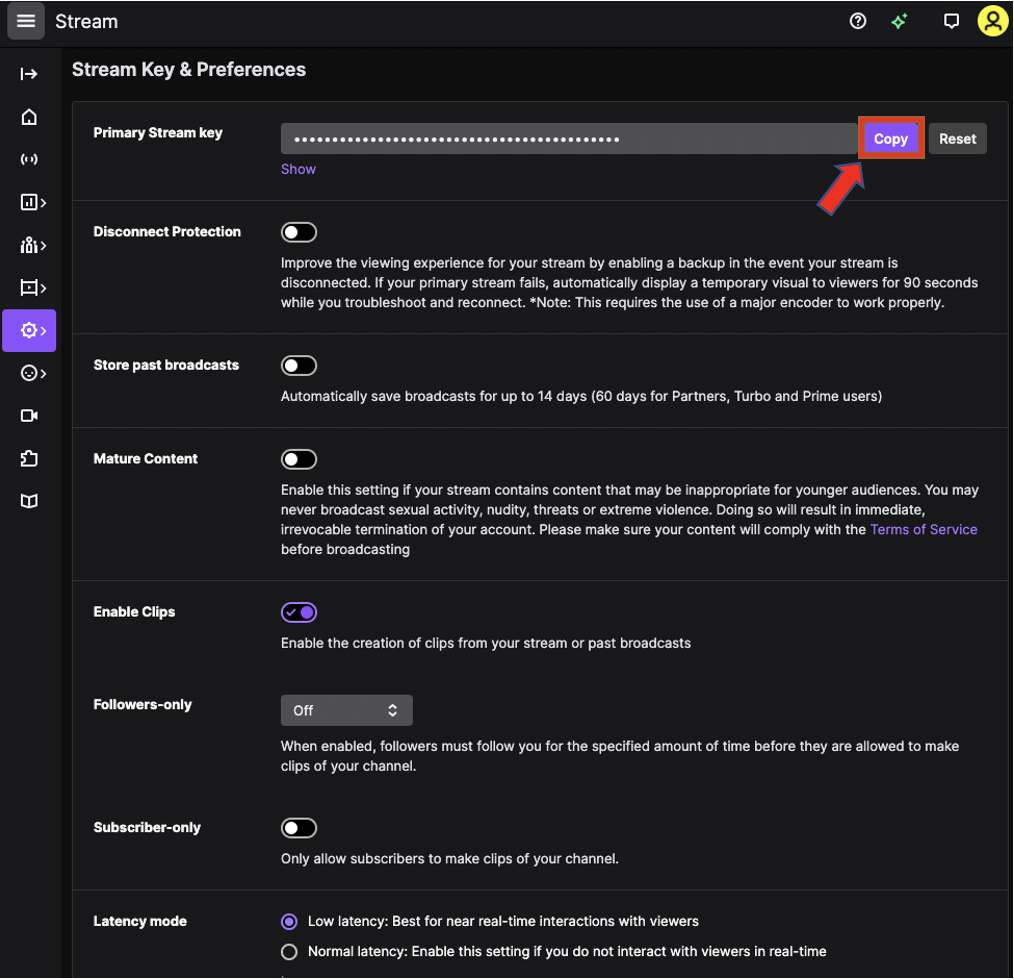 Stream
Stream Key & Preferences
Primary Stream key
••••••••••••••••••••••••••••••••••••••••••••
Copy
Reset
Show
Disconnect Protection
Improve the viewing experience for your stream by enabling a backup in the event your stream is
disconnected. If your primary stream fails, automatically display a temporary visual to viewers for 90 seconds
while you troubleshoot and reconnect. *Note: This requires the use of a major encoder to work properly.
Store past broadcasts
Automatically save broadcasts for up to 14 days (60 days for Partners, Turbo and Prime users)
Mature Content
Enable this setting if your stream contains content that may be inappropriate for younger audiences. You may
never broadcast sexual activity, nudity, threats or extreme violence. Doing so will result in immediate,
irrevocable termination of your account. Please make sure your content will comply with the Terms of Service
before broadcasting
Enable Clips
Enable the creation of clips from your stream or past broadcasts
Followers-only
Off
When enabled, followers must follow you for the specified amount of time before they are allowed to make
clips of your channel.
Subscriber-only
Only allow subscribers to make clips of your channel.
Latency mode
Low latency: Best for near real-time interactions with viewers
Normal latency: Enable this setting if you do not interact with viewers in real-time